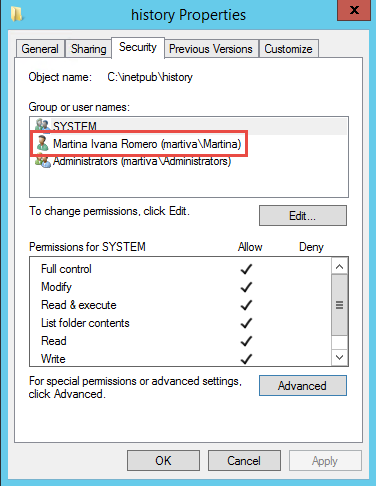 history Properties
x
General Sharing Security Previous Versions Customize
Object name: C:\inetpub\history
Group or user names:
SYSTEM
Martina Ivana Romero (martiva\Martina)
Administrators (martiva\Administrators)
To change permissions, click Edit.
Edit...
Permissions for SYSTEM Allow Deny
Full control
Modify
Read & execute
List folder contents
Read
Write
For special permissions or advanced settings,
click Advanced.
Advanced
OK Cancel Apply